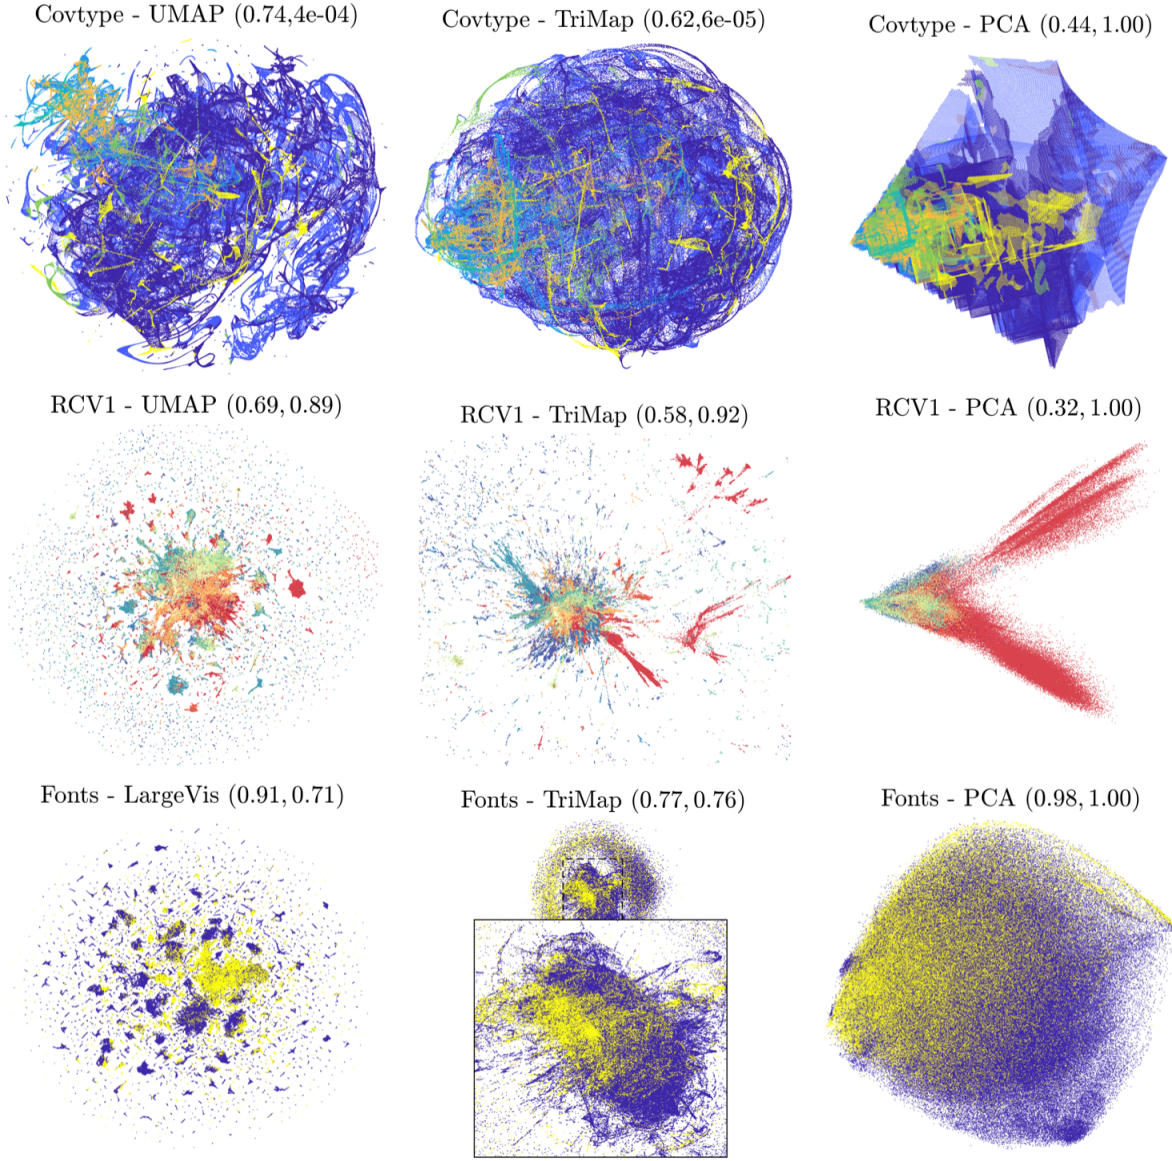 Covtype - UMAP (0.74,4e-04)
Covtype - TriMap (0.62,6e-05)
Covtype - PCA (0.44, 1.00)
RCV1 - UMAP (0.69, 0.89)
RCV1 - TriMap (0.58, 0.92)
RCV1 - PCA (0.32, 1.00)
Fonts - LargeVis (0.91, 0.71)
Fonts - TriMap (0.77, 0.76)
Fonts - PCA (0.98, 1.00)